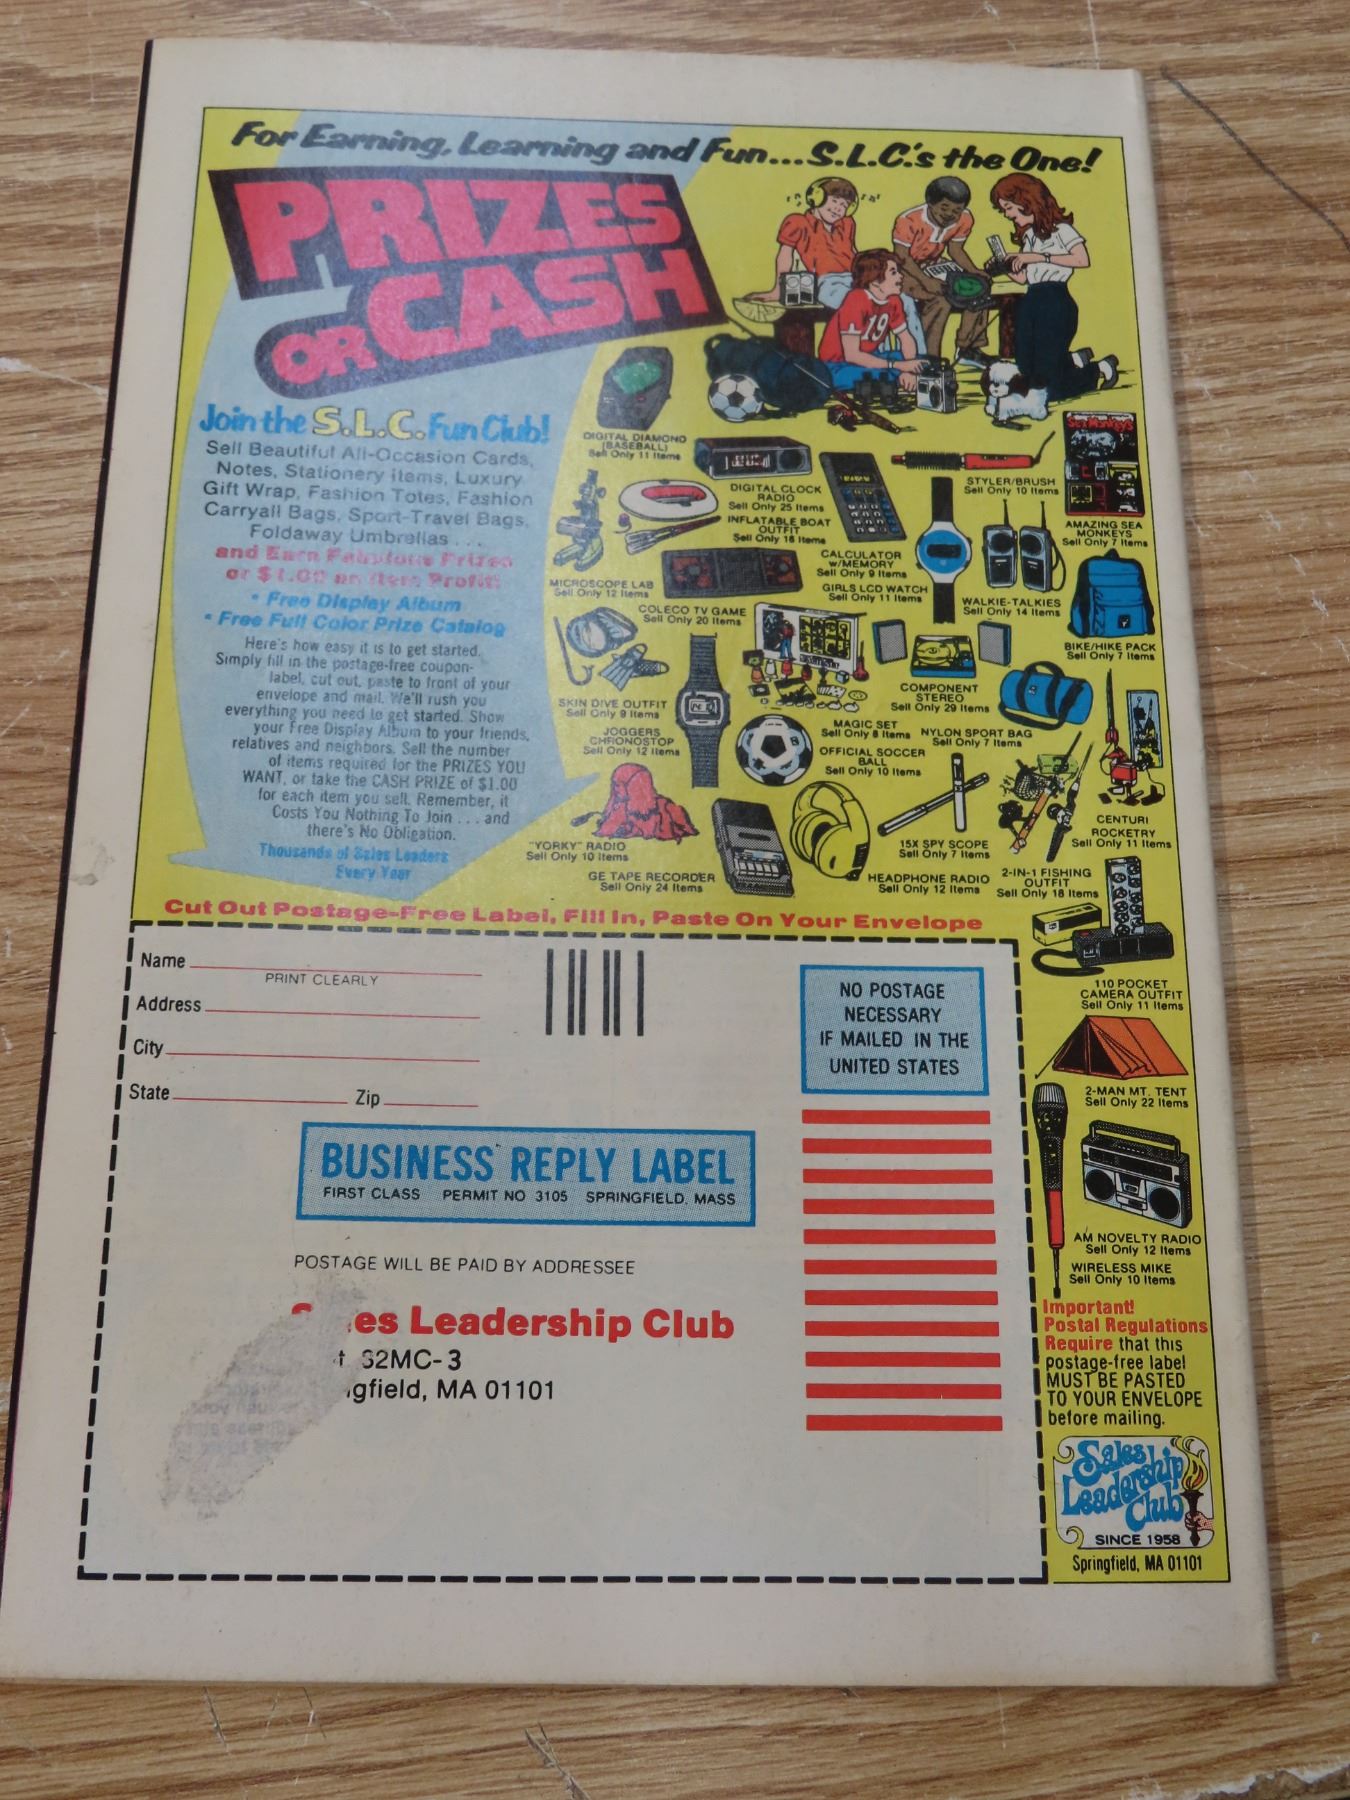 For Earning, Learning and Fun...S.L.C.'s the One!
PRIZES
OR CASH
Join the S.L.C. Fun Club!
Sell Beautiful All-Occasion Cards,
Notes, Stationery Items, Luxury
Gift Wrap, Fashion Totes, Fashion
Carryall Bags, Sport-Travel Bags,
Foldaway Umbrellas . . .
and Earn Fabulous Prizes
or $1.00 an Item Profit!
• Free Display Album
• Free Full Color Prize Catalog
Here's how easy it is to get started.
Simply fill in the postage-free coupon-
label, cut out, paste to front of your
envelope and mail. We'll rush you
everything you need to get started. Show
your Free Display Album to your friends,
relatives and neighbors. Sell the number
of items required for the PRIZES YOU
WANT, or take the CASH PRIZE of $1.00
for each item you sell. Remember, it
Costs You Nothing To Join . . . and
there's No Obligation.
Thousands of Sales Leaders
Every Year
19
DIGITAL DIAMOND
(BASEBALL)
Sell Only 11 Items
DIGITAL CLOCK
RADIO
Sell Only 25 Items
STYLER/BRUSH
Sell Only 10 Items
Sea Monkeys
AMAZING SEA
MONKEYS
Sell Only 7 Items
INFLATABLE BOAT
OUTFIT
Sell Only 16 Items
CALCULATOR
w/MEMORY
Sell Only 9 Items
MICROSCOPE LAB
Sell Only 12 Items
GIRLS LCD WATCH
Sell Only 11 Items
WALKIE-TALKIES
Sell Only 14 Items
COLECO TV GAME
Sell Only 20 Items
BIKE/HIKE PACK
Sell Only 7 Items
COMPONENT
STEREO
Sell Only 29 Items
SKIN DIVE OUTFIT
Sell Only 9 Items
MAGIC SET
Sell Only 8 Items
NYLON SPORT BAG
Sell Only 7 Items
JOGGERS
CHRONOSTOP
Sell Only 12 Items
OFFICIAL SOCCER
BALL
Sell Only 10 Items
CENTURI
ROCKETRY
Sell Only 11 Items
"YORKY" RADIO
Sell Only 10 Items
15X SPY SCOPE
Sell Only 7 Items
GE TAPE RECORDER
Sell Only 24 Items
HEADPHONE RADIO
Sell Only 12 Items
2-IN-1 FISHING
OUTFIT
Sell Only 18 Items
110 POCKET
CAMERA OUTFIT
Sell Only 11 Items
2-MAN MT. TENT
Sell Only 22 Items
AM NOVELTY RADIO
Sell Only 12 Items
WIRELESS MIKE
Sell Only 10 Items
Important!
Postal Regulations
Require that this
postage-free label
MUST BE PASTED
TO YOUR ENVELOPE
before mailing.
Sales
Leadership
Club
SINCE 1958
Springfield, MA 01101
Cut Out Postage-Free Label, Fill In, Paste On Your Envelope
Name
PRINT CLEARLY
Address
City
State Zip
NO POSTAGE
NECESSARY
IF MAILED IN THE
UNITED STATES
BUSINESS REPLY LABEL
FIRST CLASS PERMIT NO 3105 SPRINGFIELD, MASS
POSTAGE WILL BE PAID BY ADDRESSEE
es Leadership Club
t. S2MC-3
gfield, MA 01101